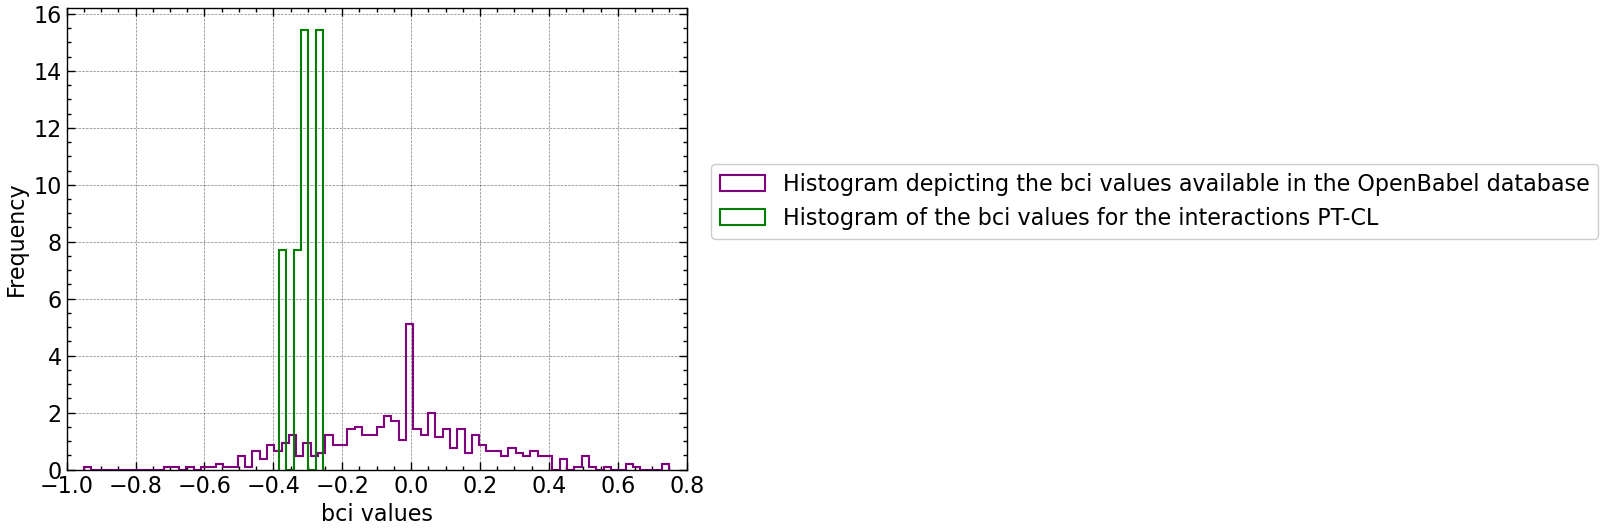 16
14
12
10
8
6
4
2
0
Frequency
−1.0 −0.8 −0.6 −0.4 −0.2 0.0 0.2 0.4 0.6 0.8
bci values
Histogram depicting the bci values available in the OpenBabel database
Histogram of the bci values for the interactions PT-CL